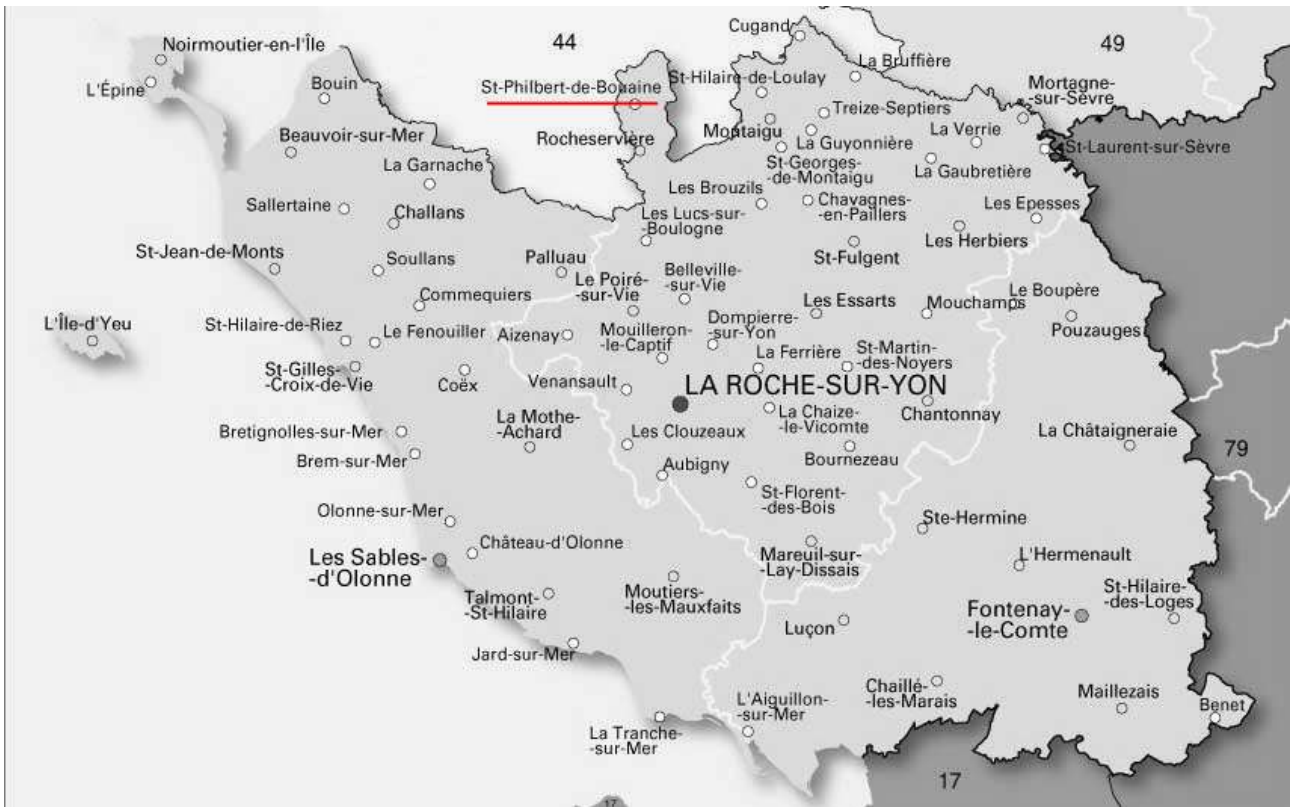 Cugand
44
49
Noirmoutier-en-l'Île
L'Épine
Bouin
St-Philbert-de-Bouaine
St-Hilaire-de-Loulay
La Bruffière
Mortagne-
-sur-Sèvre
Treize-Septiers
Beauvoir-sur-Mer
Rocheservière
Montaigu
La Guyonnière
La Verrie
St-Laurent-sur-Sèvre
La Garnache
St-Georges-
-de-Montaigu
La Gaubretière
Les Brouzils
Chavagnes-
-en-Paillers
Sallertaine
Challans
Les Lucs-sur-
-Boulogne
Les Epesses
Les Herbiers
St-Jean-de-Monts
Soullans
Palluau
St-Fulgent
Belleville-
-sur-Vie
Le Poiré-
-sur-Vie
Commequiers
Les Essarts
Mouchamps
Le Boupère
Pouzauges
L'Île-d'Yeu
St-Hilaire-de-Riez
Le Fenouiller
Aizenay
Mouilleron-
-le-Captif
Dompierre-
-sur-Yon
La Ferrière
St-Martin-
-des-Noyers
St-Gilles-
-Croix-de-Vie
Coëx
Venansault
LA ROCHE-SUR-YON
Chantonnay
La Mothe-
-Achard
La Chaize-
-le-Vicomte
Bretignolles-sur-Mer
Les Clouzeaux
La Châtaigneraie
79
Brem-sur-Mer
Aubigny
Bournezeau
St-Florent-
-des-Bois
Olonne-sur-Mer
Ste-Hermine
Château-d'Olonne
Les Sables-
-d'Olonne
Mareuil-sur-
-Lay-Dissais
L'Hermenault
Talmont-
-St-Hilaire
Moutiers-
-les-Mauxfaits
St-Hilaire-
-des-Loges
Luçon
Fontenay-
-le-Comte
Jard-sur-Mer
Chaillé-
-les-Marais
Maillezais
Benet
L'Aiguillon-
-sur-Mer
La Tranche-
-sur-Mer
17
17